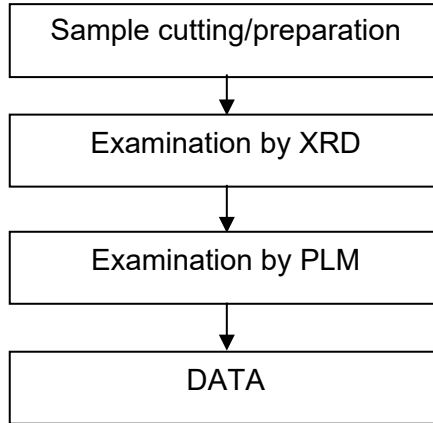 Sample cutting/preparation
Examination by XRD
Examination by PLM
DATA